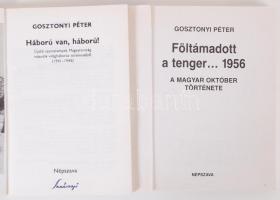 GOSZTONYI PÉTER
Háború van, háború!
Népszava
GOSZTONYI PÉTER
Föltámadott
a tenger... 1956
A MAGYAR OKTÓBER
TÖRTÉNETE
NÉPSZAVA